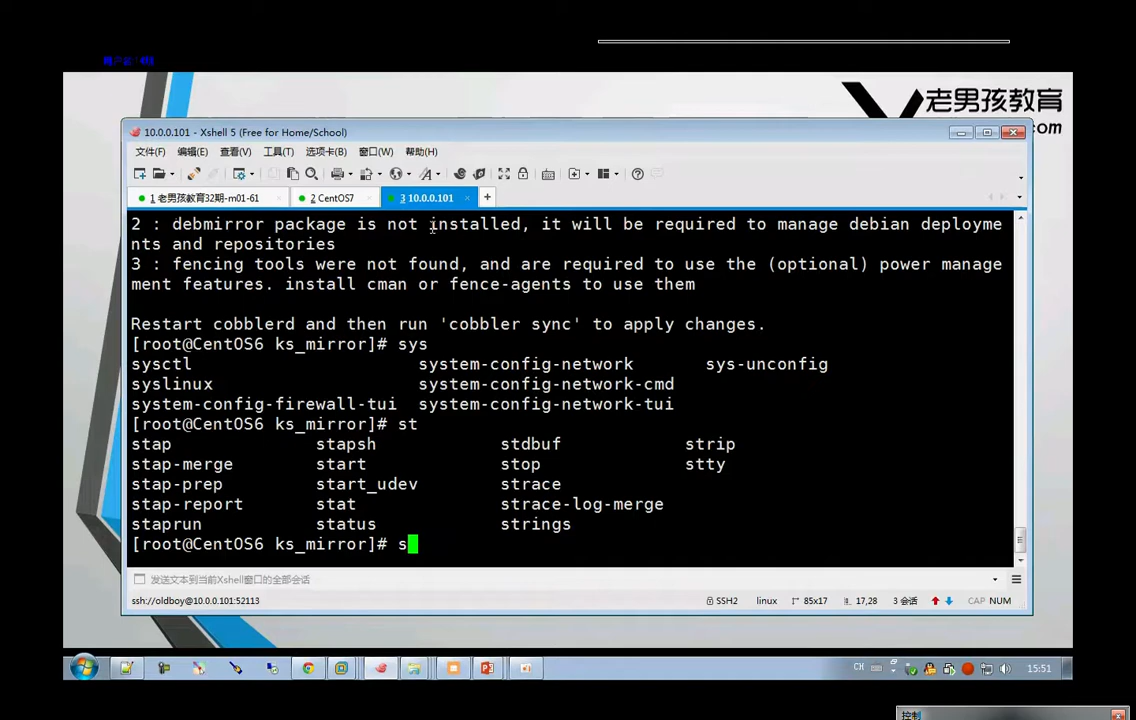 老男孩教育
com
10.0.0.101 - Xshell 5 (Free for Home/School)
文件(F) 编辑(E) 查看(V) 工具(T) 选项卡(B) 窗口(W) 帮助(H)
1 老男孩教育32期-m01-61 2 CentOS7 3 10.0.0.101
2 : debmirror package is not installed, it will be required to manage debian deployme
nts and repositories
3 : fencing tools were not found, and are required to use the (optional) power manage
ment features. install cman or fence-agents to use them
Restart cobblerd and then run 'cobbler sync' to apply changes.
[root@CentOS6 ks_mirror]# sys
sysctl system-config-network sys-unconfig
syslinux system-config-network-cmd
system-config-firewall-tui system-config-network-tui
[root@CentOS6 ks_mirror]# st
stap stapsh stdbuf strip
stap-merge start stop stty
stap-prep start_udev strace
stap-report stat strace-log-merge
staprun status strings
[root@CentOS6 ks_mirror]# s
发送文本到当前Xshell窗口的全部会话
ssh://oldboy@10.0.0.101:52113 SSH2 linux 85x17 17,28 3 会话 CAP NUM
CH 15:51
控制